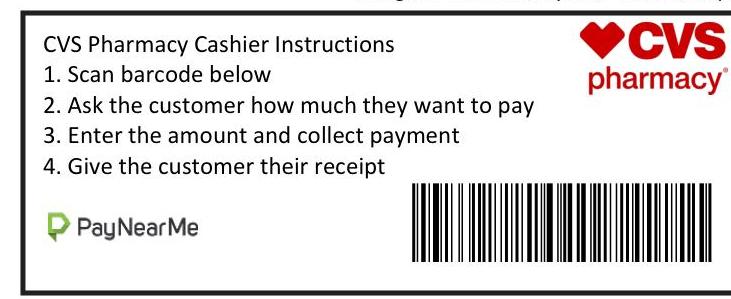 CVS Pharmacy Cashier Instructions
1. Scan barcode below
2. Ask the customer how much they want to pay
3. Enter the amount and collect payment
4. Give the customer their receipt
CVS
pharmacy®
PayNearMe